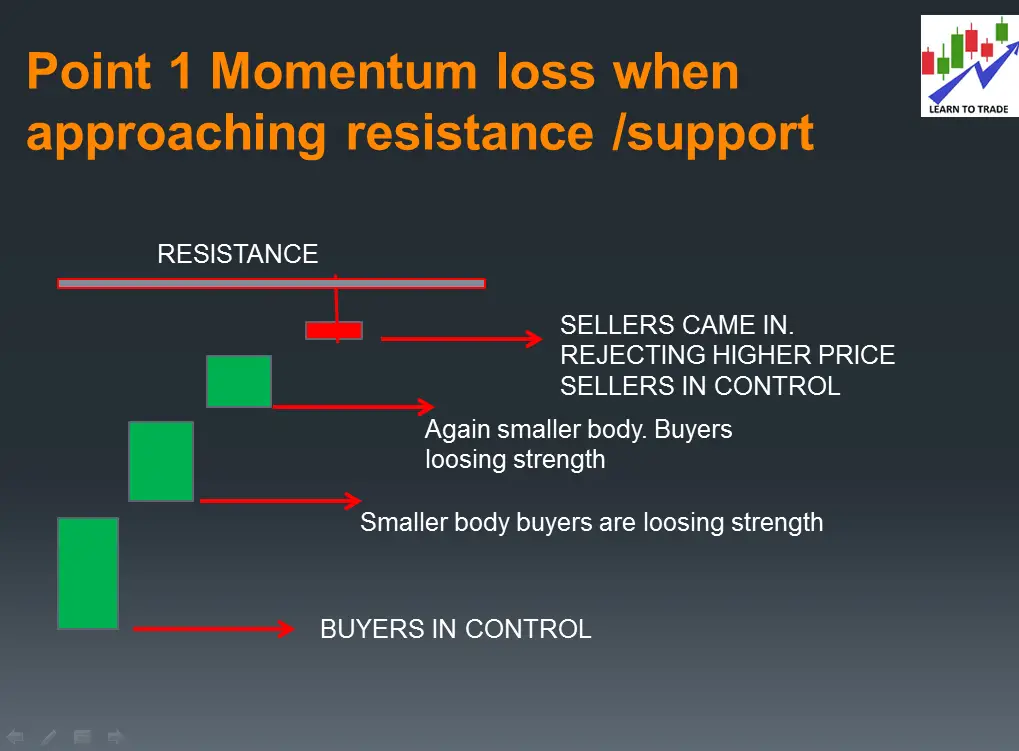 Point 1 Momentum loss when
approaching resistance /support
LEARN TO TRADE
RESISTANCE
SELLERS CAME IN.
REJECTING HIGHER PRICE
SELLERS IN CONTROL
Again smaller body. Buyers
loosing strength
Smaller body buyers are loosing strength
BUYERS IN CONTROL